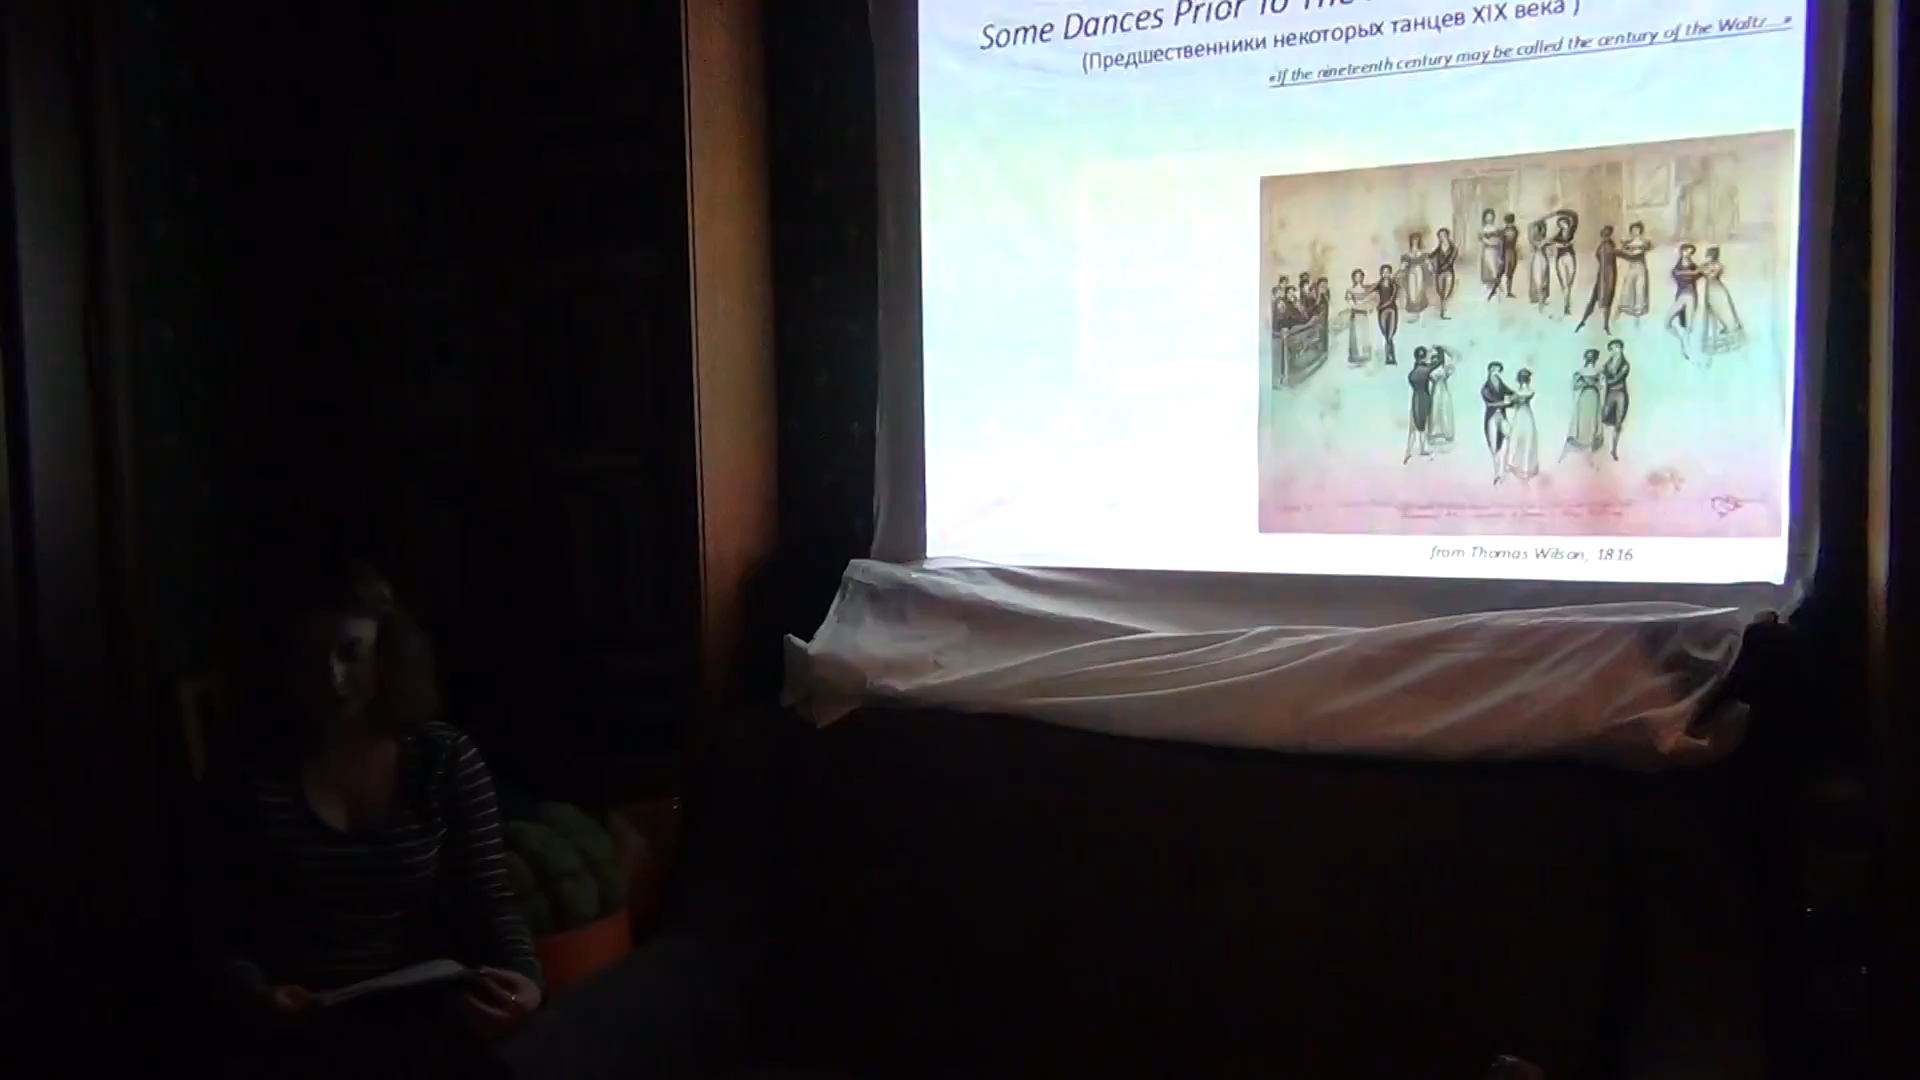 Some Dances Prior To The
(Предшественники некоторых танцев XIX века )
«If the nineteenth century may be called the century of the Waltz...»
from Thomas Wilson, 1816